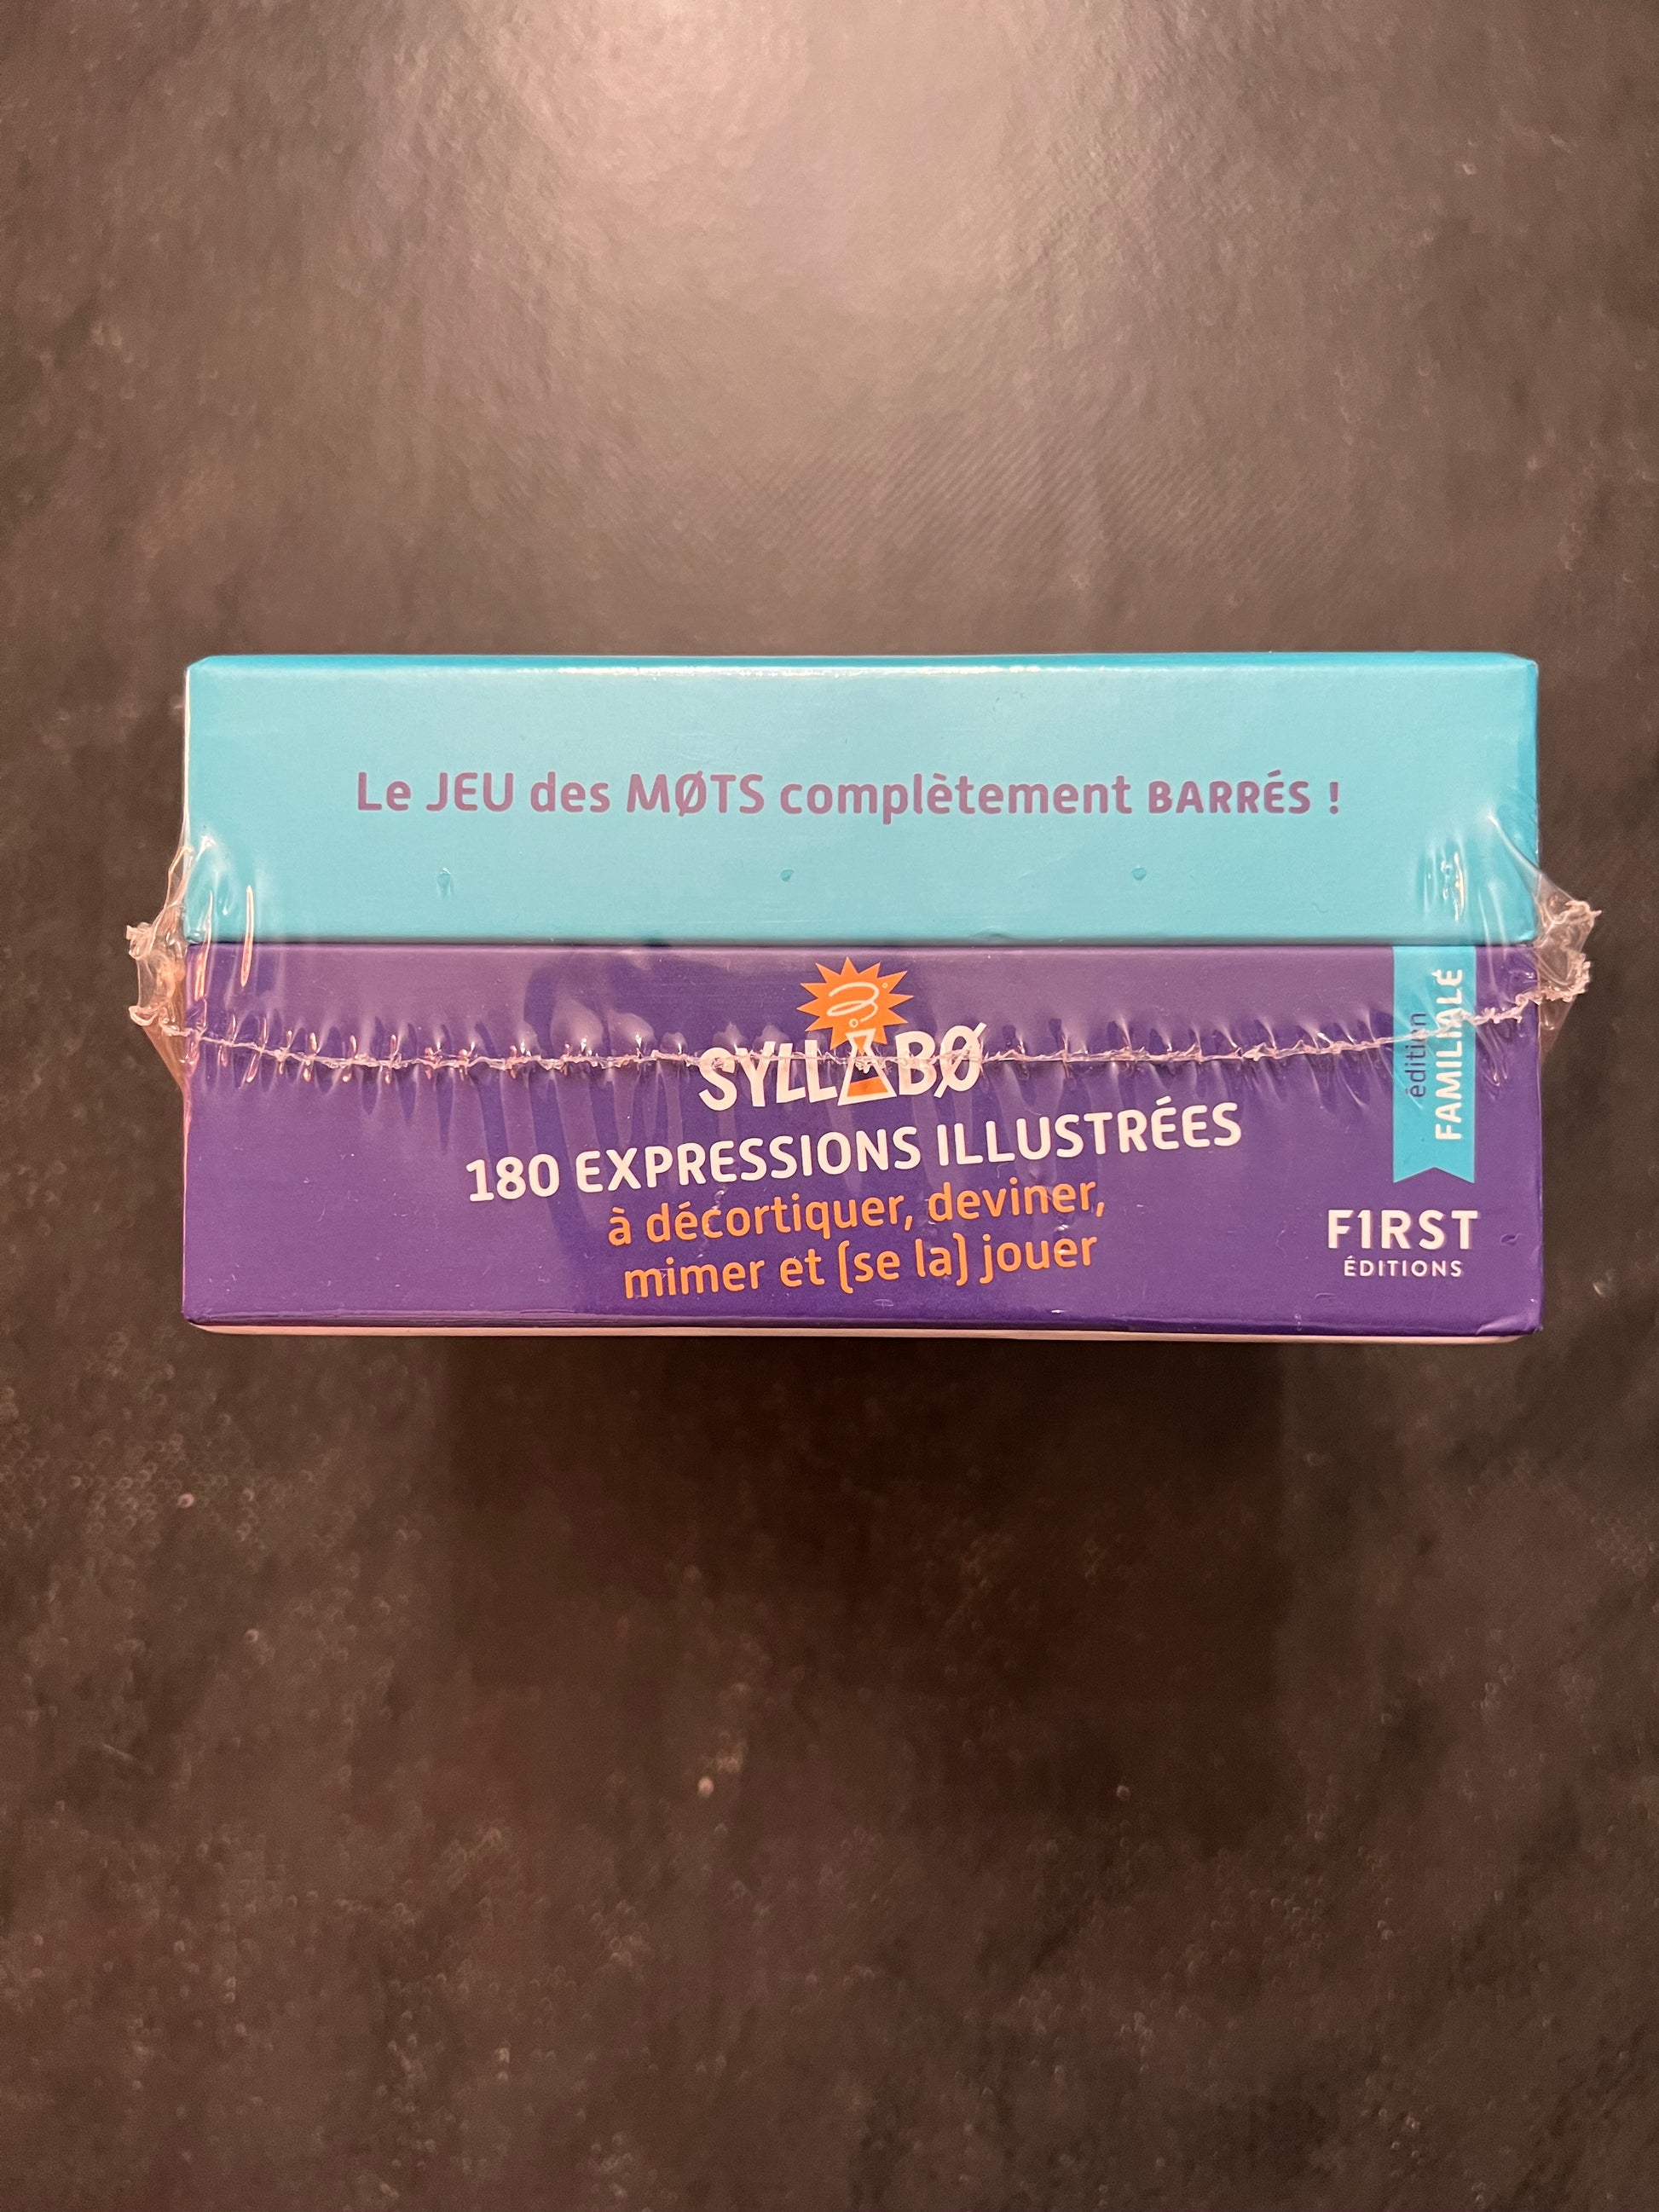 Le JEU des MØTS complètement BARRÉS !
SYLLABØ
180 EXPRESSIONS ILLUSTRÉES
à décortiquer, deviner,
mimer et (se la) jouer
édition
FAMILIALE
F1RST
ÉDITIONS